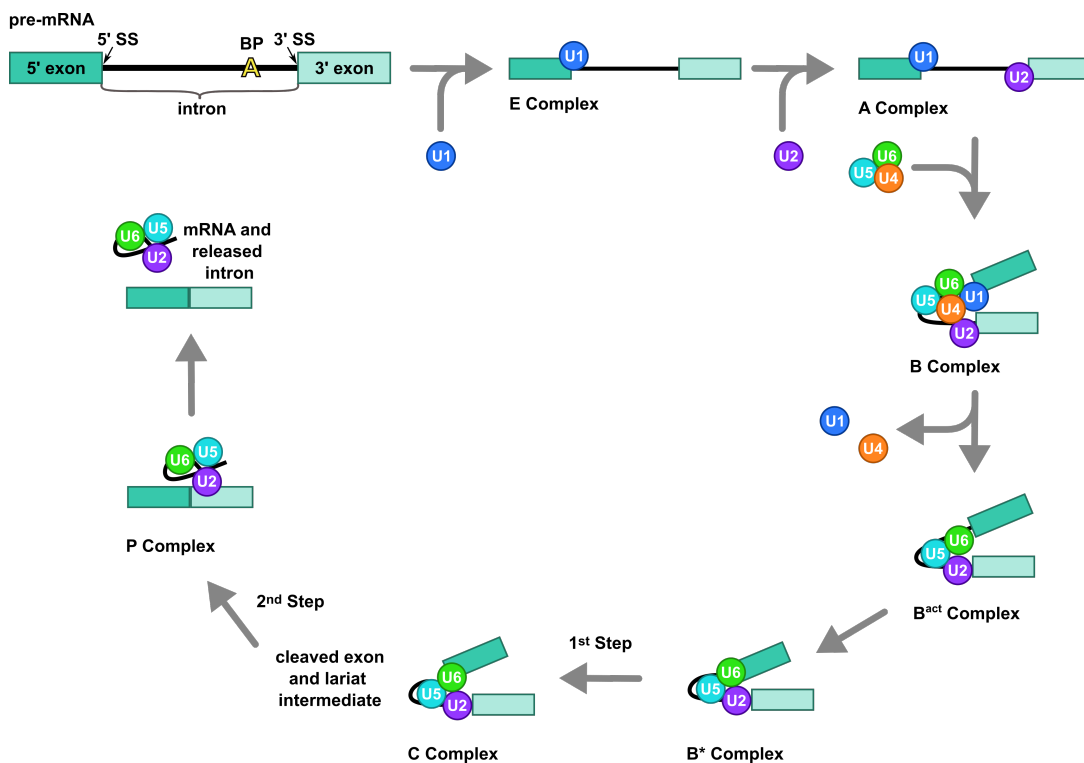 pre-mRNA
5' SS
BP
3' SS
5' exon
A
3' exon
intron
U1
U1
E Complex
U2
U1
U2
A Complex
U6
U5
U4
U6
U5
U1
U4
U2
B Complex
U1
U4
U6
U5
U2
Bact Complex
U6
U5
U2
B* Complex
1st Step
U6
U5
U2
C Complex
cleaved exon
and lariat
intermediate
2nd Step
U5
U6
U2
P Complex
U5
U6
U2
mRNA and
released
intron